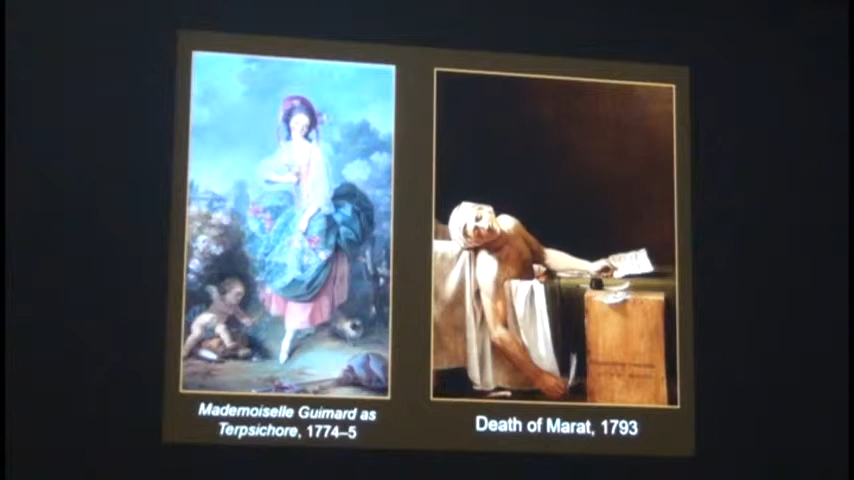 Mademoiselle Guimard as
Terpsichore, 1774–5
Death of Marat, 1793